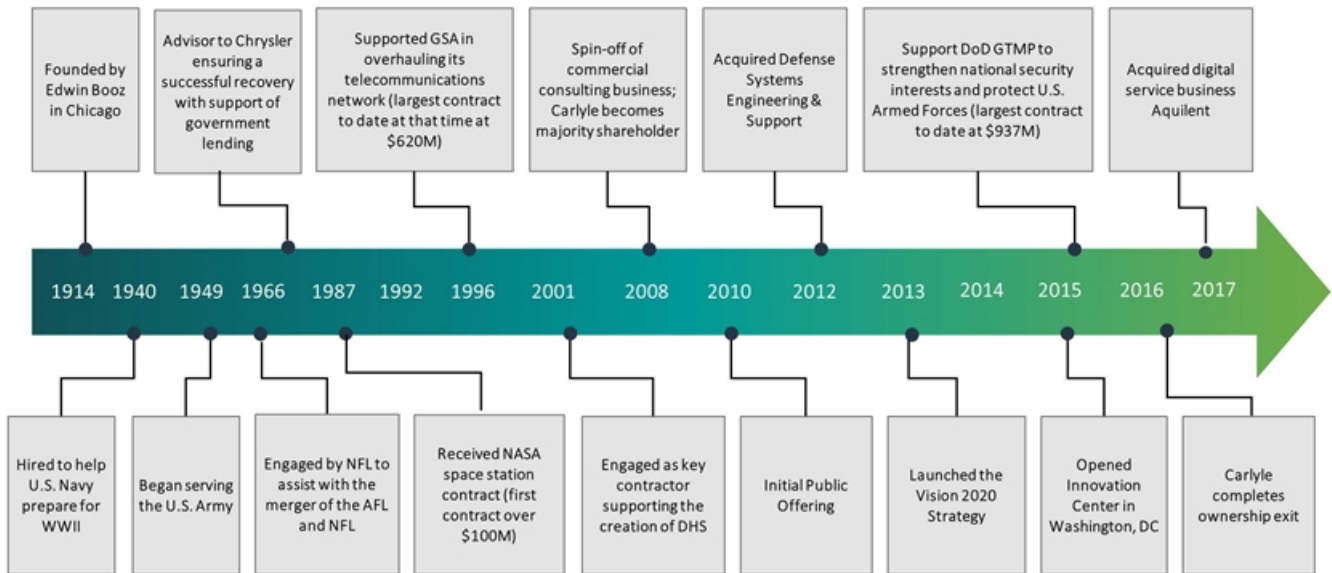 Founded by
Edwin Booz
in Chicago
Advisor to Chrysler
ensuring a
successful recovery
with support of
government
lending
Supported GSA in
overhauling its
telecommunications
network (largest contract
to date at that time at
$620M)
Spin-off of
commercial
consulting business;
Carlyle becomes
majority shareholder
Acquired Defense
Systems
Engineering &
Support
Support DoD GTMP to
strengthen national security
interests and protect U.S.
Armed Forces (largest contract
to date at $937M)
Acquired digital
service business
Aquilent
1914 1940 1949 1966 1987 1992 1996 2001 2008 2010 2012 2013 2014 2015 2016 2017
Hired to help
U.S. Navy
prepare for
WWII
Began serving
the U.S. Army
Engaged by NFL to
assist with the
merger of the AFL
and NFL
Received NASA
space station
contract (first
contract over
$100M)
Engaged as key
contractor
supporting the
creation of DHS
Initial Public
Offering
Launched the
Vision 2020
Strategy
Opened
Innovation
Center in
Washington, DC
Carlyle
completes
ownership exit